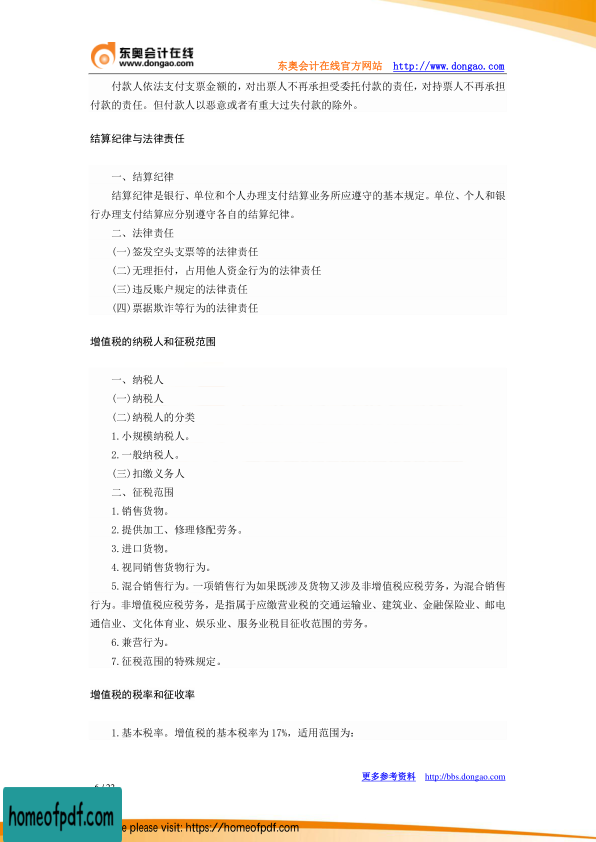 东奥会计在线
www.dongao.com
东奥会计在线官方网站 http://www.dongao.com
付款人依法支付支票金额的，对出票人不再承担受委托付款的责任，对持票人不再承担
付款的责任。但付款人以恶意或者有重大过失付款的除外。
结算纪律与法律责任
一、结算纪律
结算纪律是银行、单位和个人办理支付结算业务所应遵守的基本规定。单位、个人和银
行办理支付结算应分别遵守各自的结算纪律。
二、法律责任
(一)签发空头支票等的法律责任
(二)无理拒付，占用他人资金行为的法律责任
(三)违反账户规定的法律责任
(四)票据欺诈等行为的法律责任
增值税的纳税人和征税范围
一、纳税人
(一)纳税人
(二)纳税人的分类
1.小规模纳税人。
2.一般纳税人。
(三)扣缴义务人
二、征税范围
1.销售货物。
2.提供加工、修理修配劳务。
3.进口货物。
4.视同销售货物行为。
5.混合销售行为。一项销售行为如果既涉及货物又涉及非增值税应税劳务，为混合销售
行为。非增值税应税劳务，是指属于应缴营业税的交通运输业、建筑业、金融保险业、邮电
通信业、文化体育业、娱乐业、服务业税目征收范围的劳务。
6.兼营行为。
7.征税范围的特殊规定。
增值税的税率和征收率
1.基本税率。增值税的基本税率为 17%，适用范围为：
更多参考资料 http://bbs.dongao.com
homeofpdf.com
please visit: https://homeofpdf.com